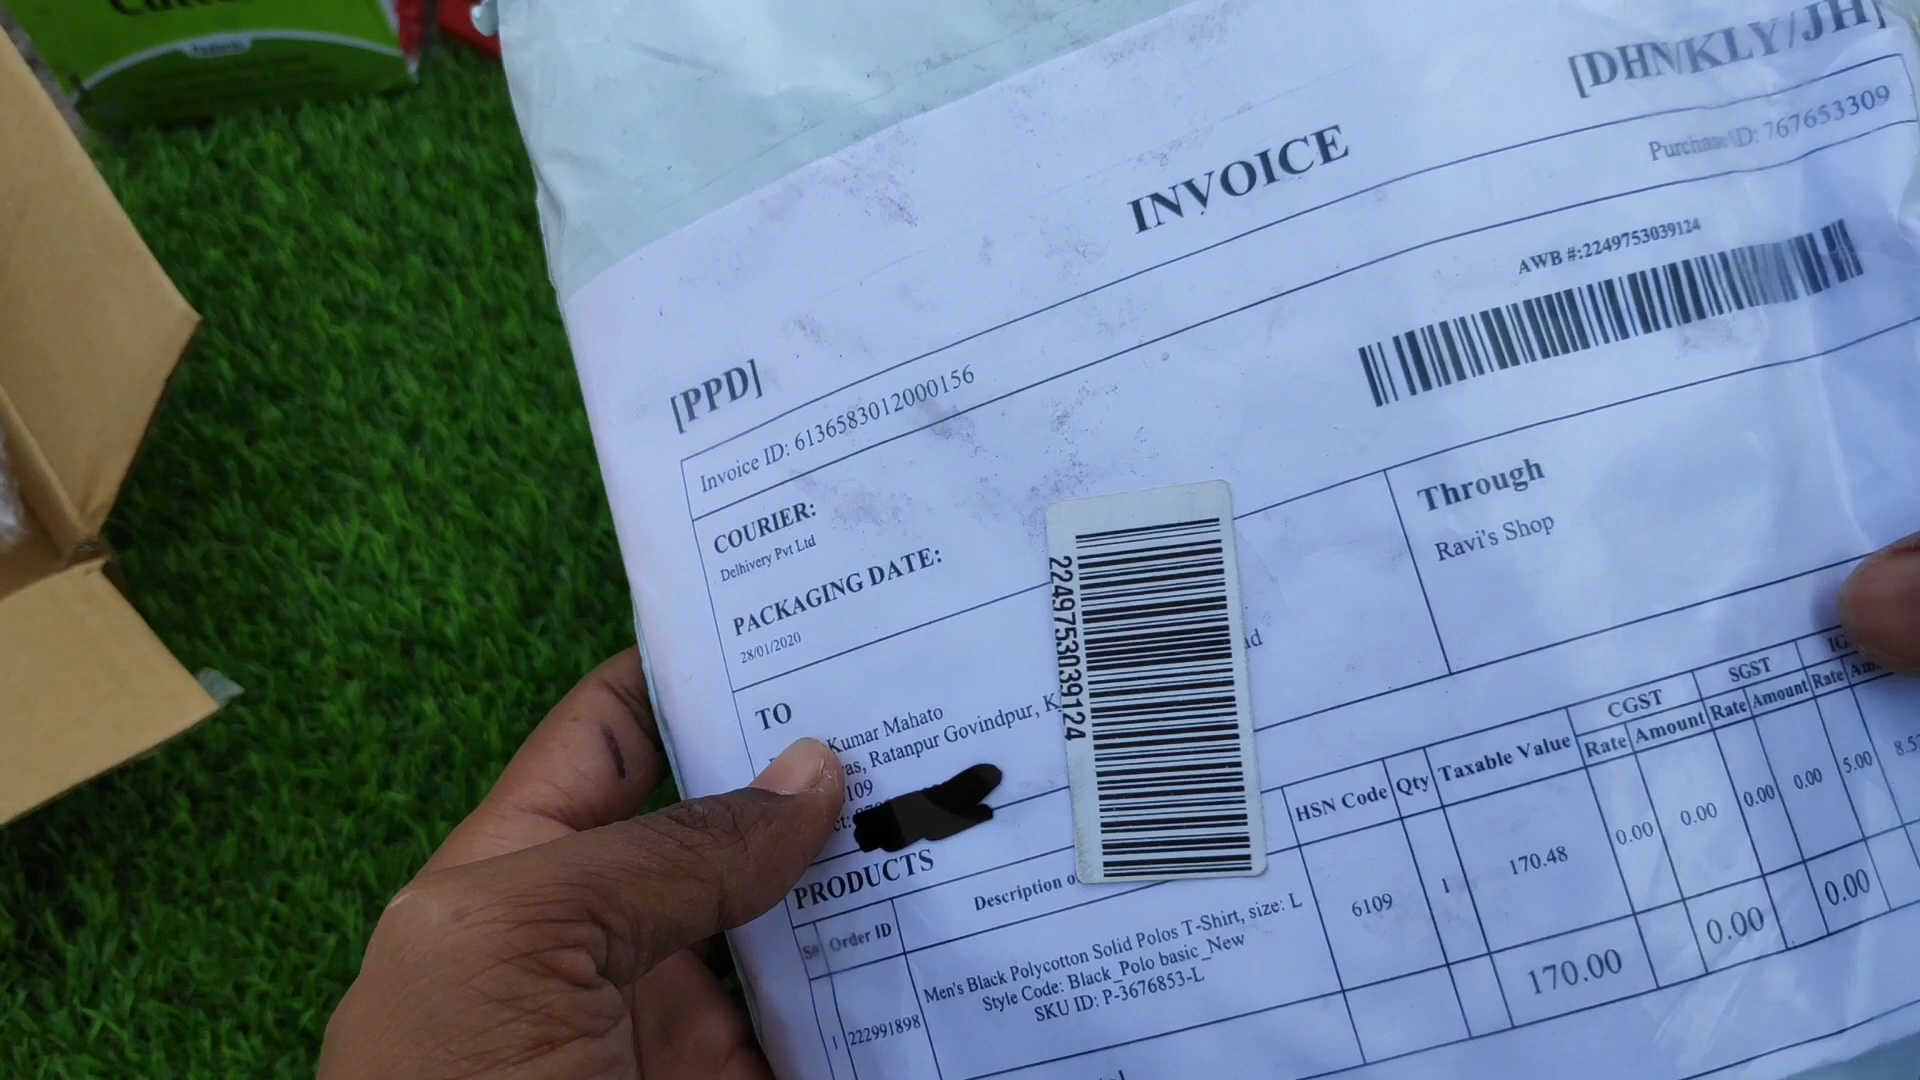 [DHN/KLY/JH]
INVOICE
Purchase ID: 767653309
AWB #:2249753039124
[PPD]
Invoice ID: 6136583012000156
COURIER:
Delhivery Pvt Ltd
PACKAGING DATE:
28/01/2020
Through
Ravi's Shop
2249753039124
TO
Kumar Mahato
Ratanpur Govindpur,
109
PRODUCTS
CGST SGST
S# Order ID Description HSN Code Qty Taxable Value Rate Amount Rate Amount Rate
1 222991898 Men's Black Polycotton Solid Polos T-Shirt, size: L 6109 1 170.48 0.00 0.00 0.00 0.00 5.00
Style Code: Black_Polo basic_New
SKU ID: P-3676853-L
170.00 0.00 0.00